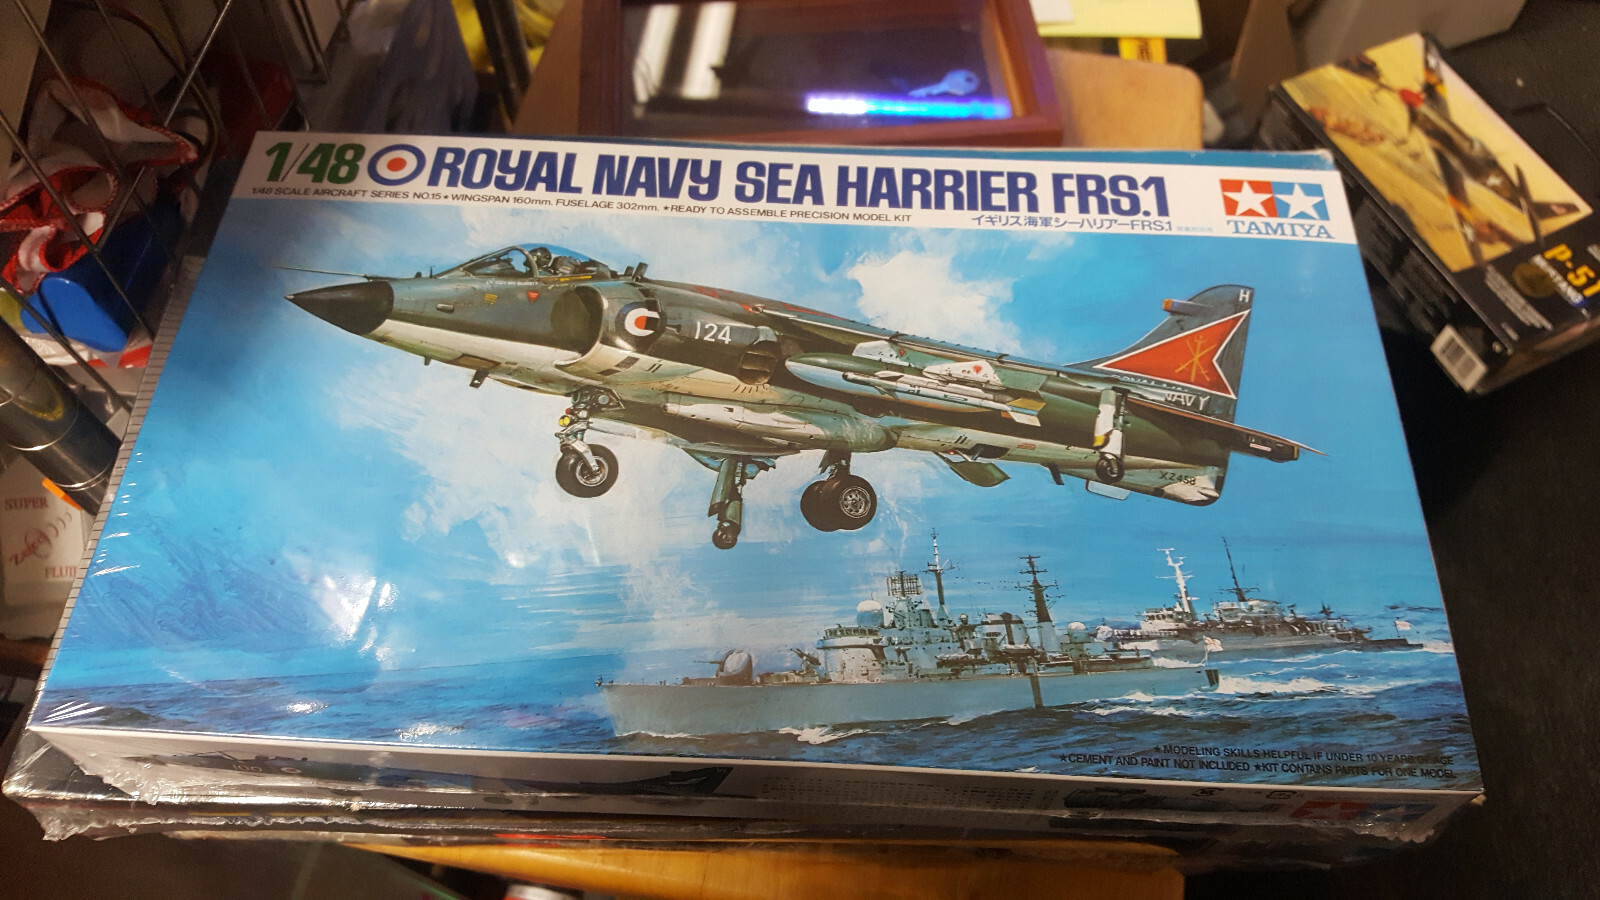 1/48 ROYAL NAVY SEA HARRIER FRS.1
1/48 SCALE AIRCRAFT SERIES NO.15 ★ WINGSPAN 160mm. FUSELAGE 302mm. ★ READY TO ASSEMBLE PRECISION MODEL KIT
イギリス海軍シーハリアーFRS.1
TAMIYA
H
124
NAVY
XZ458
★ MODELING SKILLS HELPFUL IF UNDER 10 YEARS OF AGE
★ CEMENT AND PAINT NOT INCLUDED ★ KIT CONTAINS PARTS FOR ONE MODEL
P-51
SUPER
FLUID